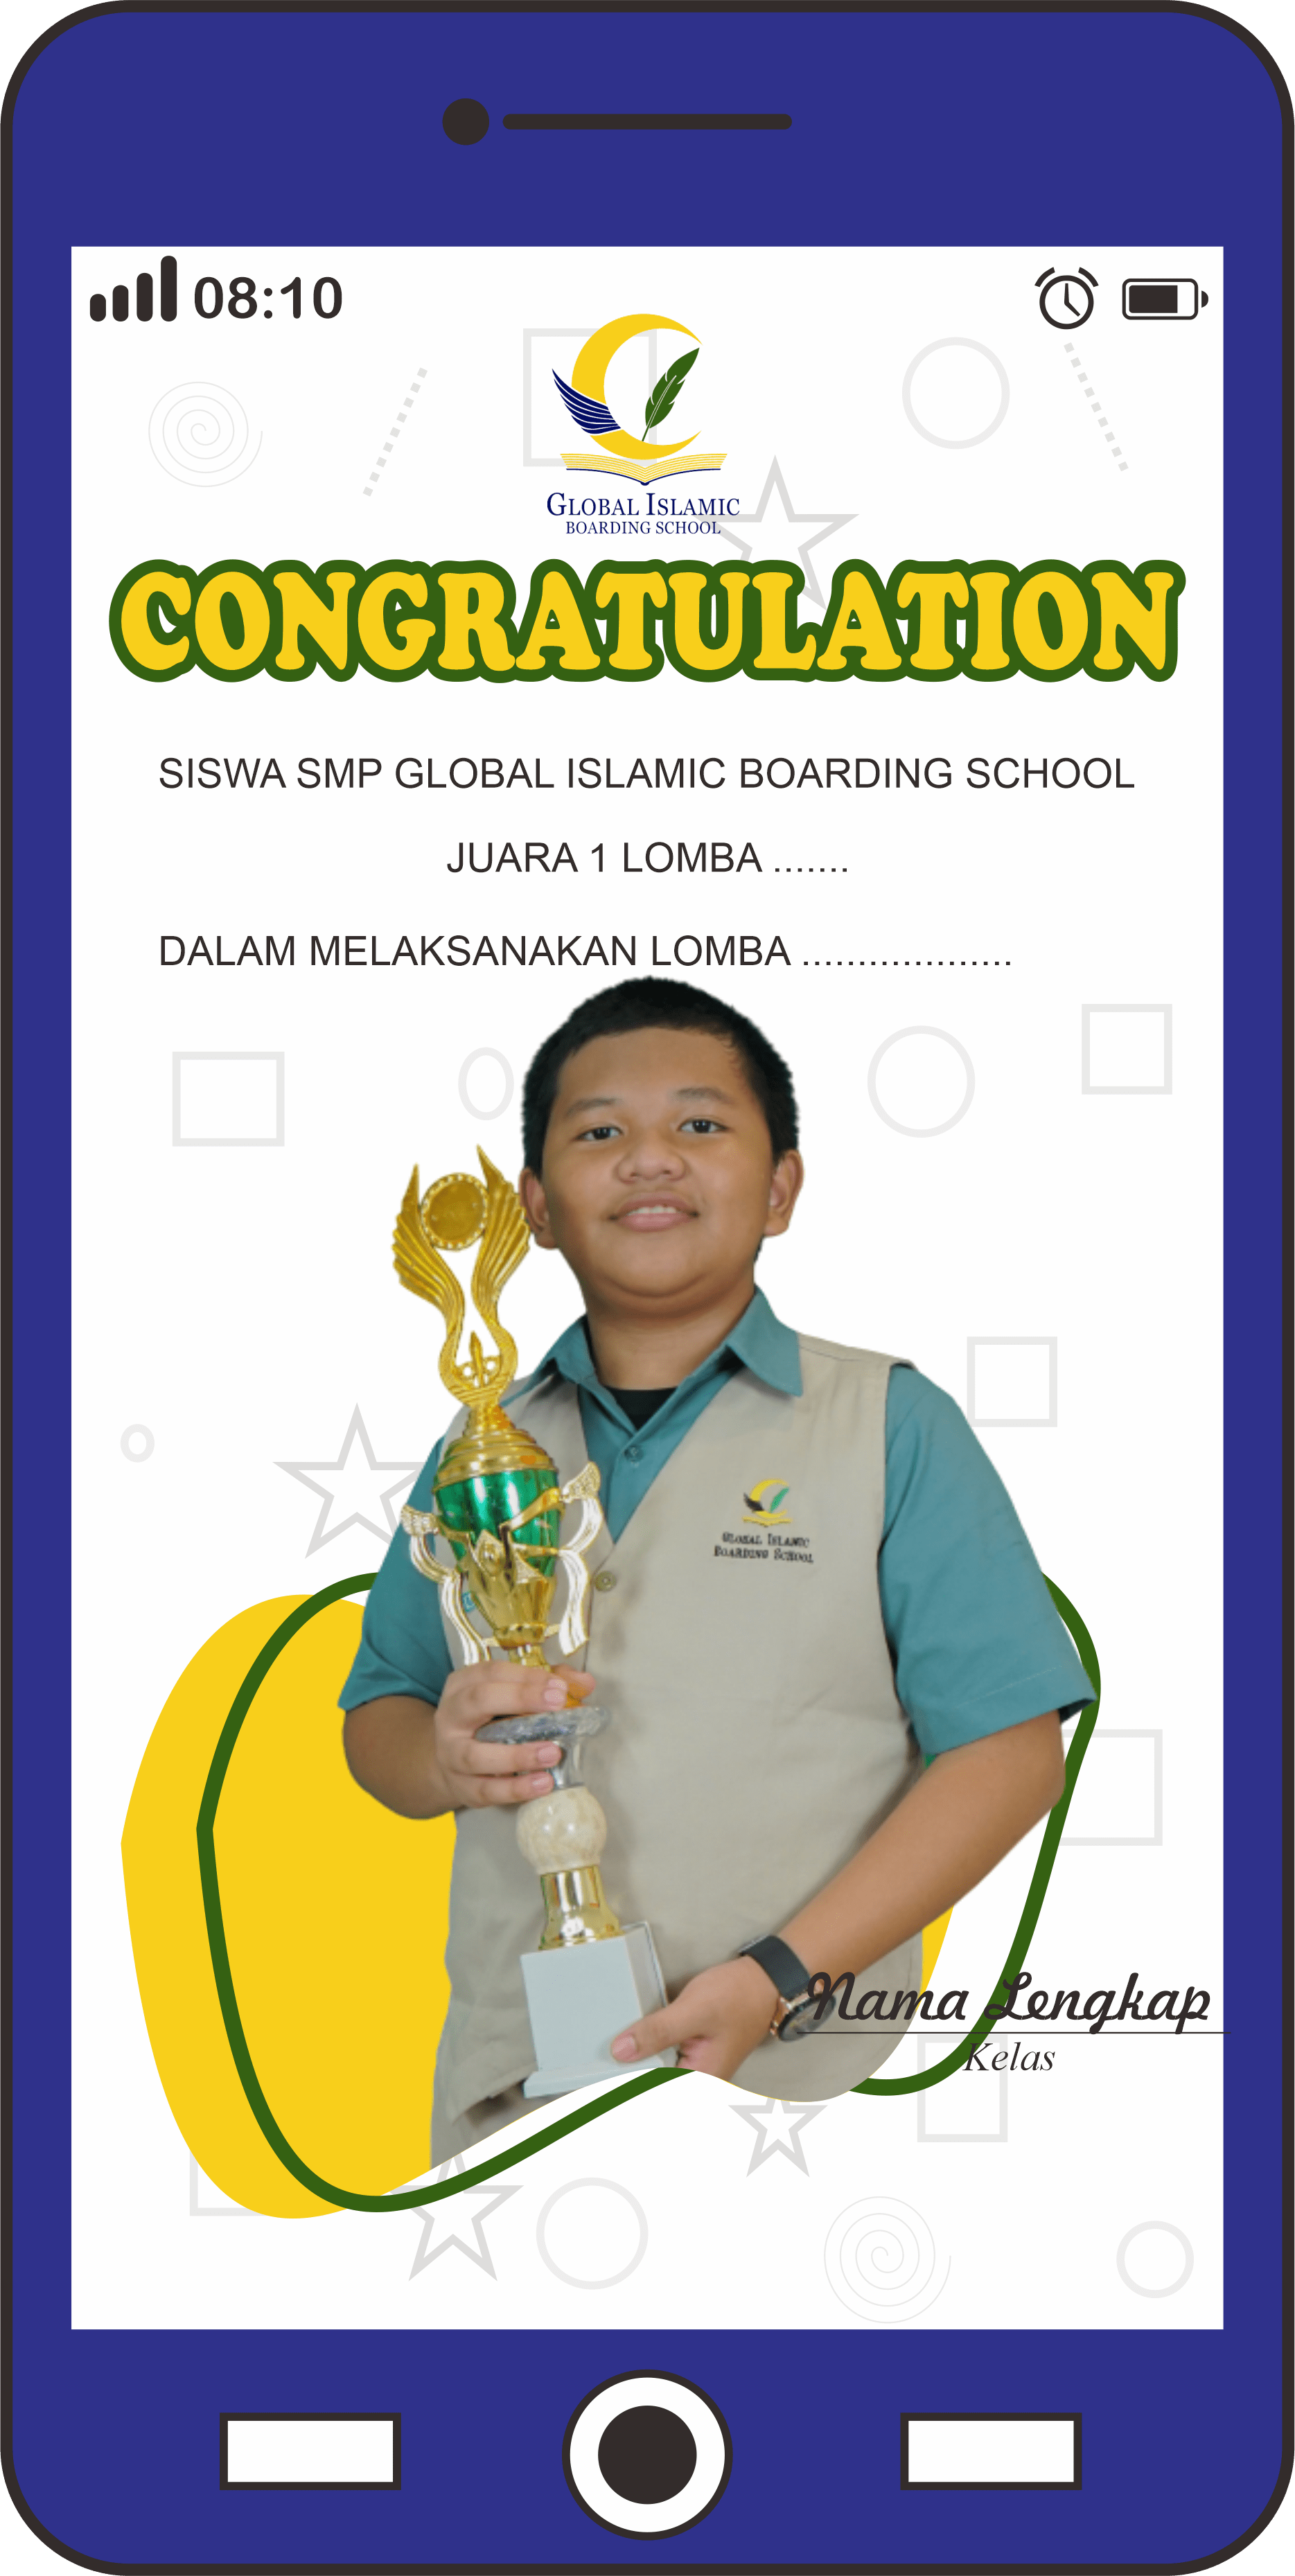 08:10
GLOBAL ISLAMIC
BOARDING SCHOOL
CONGRATULATION
SISWA SMP GLOBAL ISLAMIC BOARDING SCHOOL
JUARA 1 LOMBA .......
DALAM MELAKSANAKAN LOMBA ...................
GLOBAL ISLAMIC
BOARDING SCHOOL
Nama Lengkap
Kelas